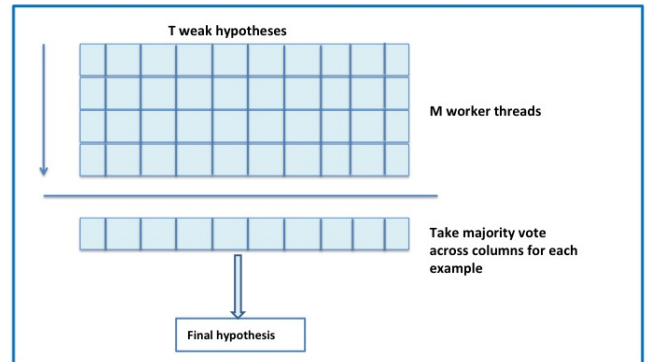 T weak hypotheses
M worker threads
Take majority vote
across columns for each
example
Final hypothesis